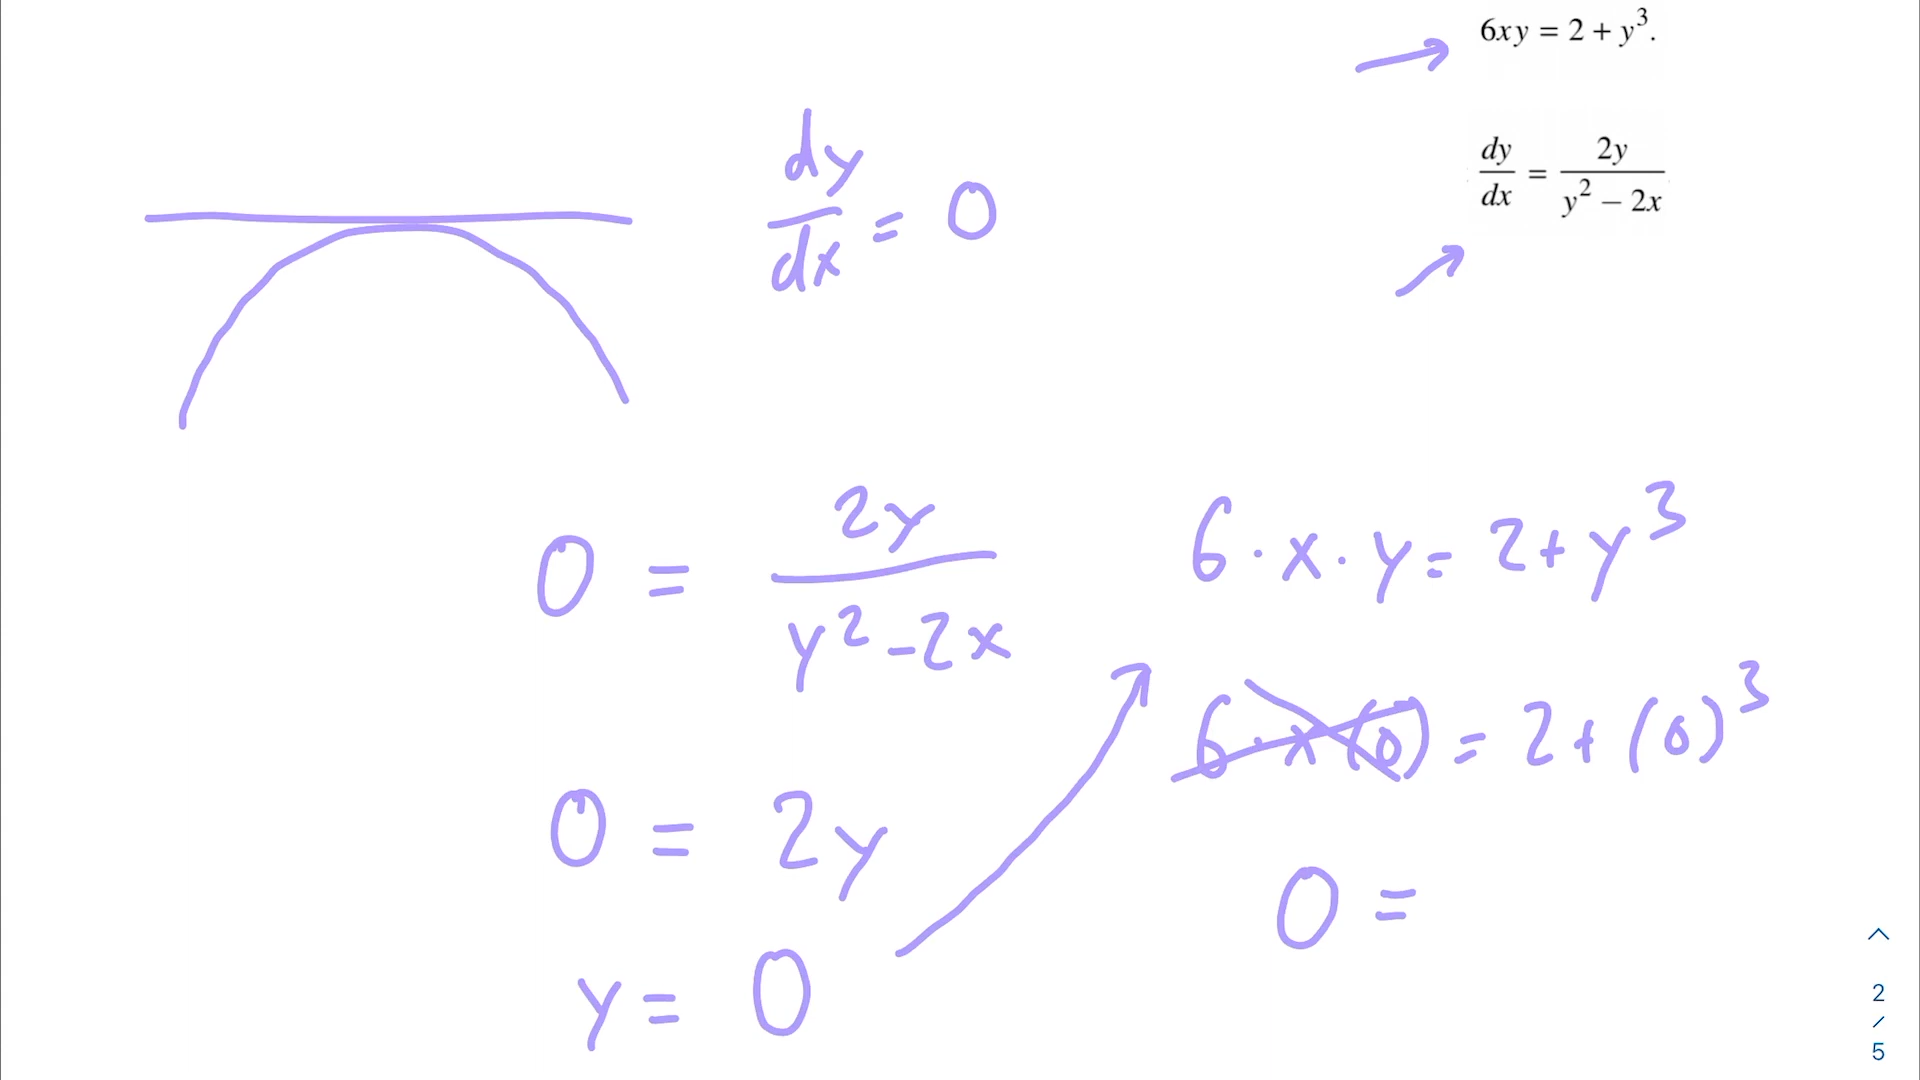 6xy = 2 + y³.
dy/dx = 2y/(y² − 2x)
dy/dx = 0
0 = 2y/(y² - 2x)
6 · x · y = 2 + y³
6 · x (0) = 2 + (0)³
0 = 2y
0 =
y = 0
2
/
5